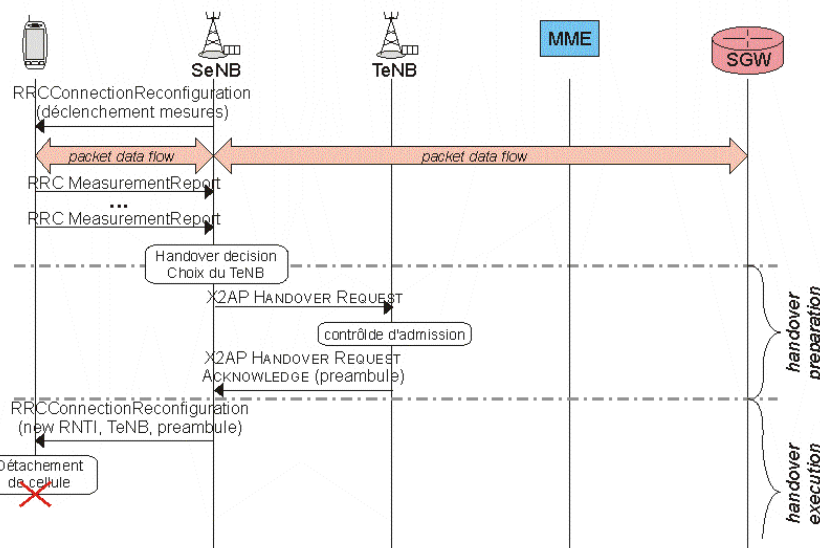 SeNB
TeNB
MME
SGW
RRCConnectionReconfiguration
(déclenchement mesures)
packet data flow
packet data flow
RRC MeasurementReport
...
RRC MeasurementReport
Handover decision
Choix du TeNB
X2AP HANDOVER REQUEST
contrôlde d'admission
X2AP HANDOVER REQUEST
ACKNOWLEDGE (preambule)
handover
preparation
RRCConnectionReconfiguration
(new RNTI, TeNB, preambule)
Détachement
de cellule
handover
execution